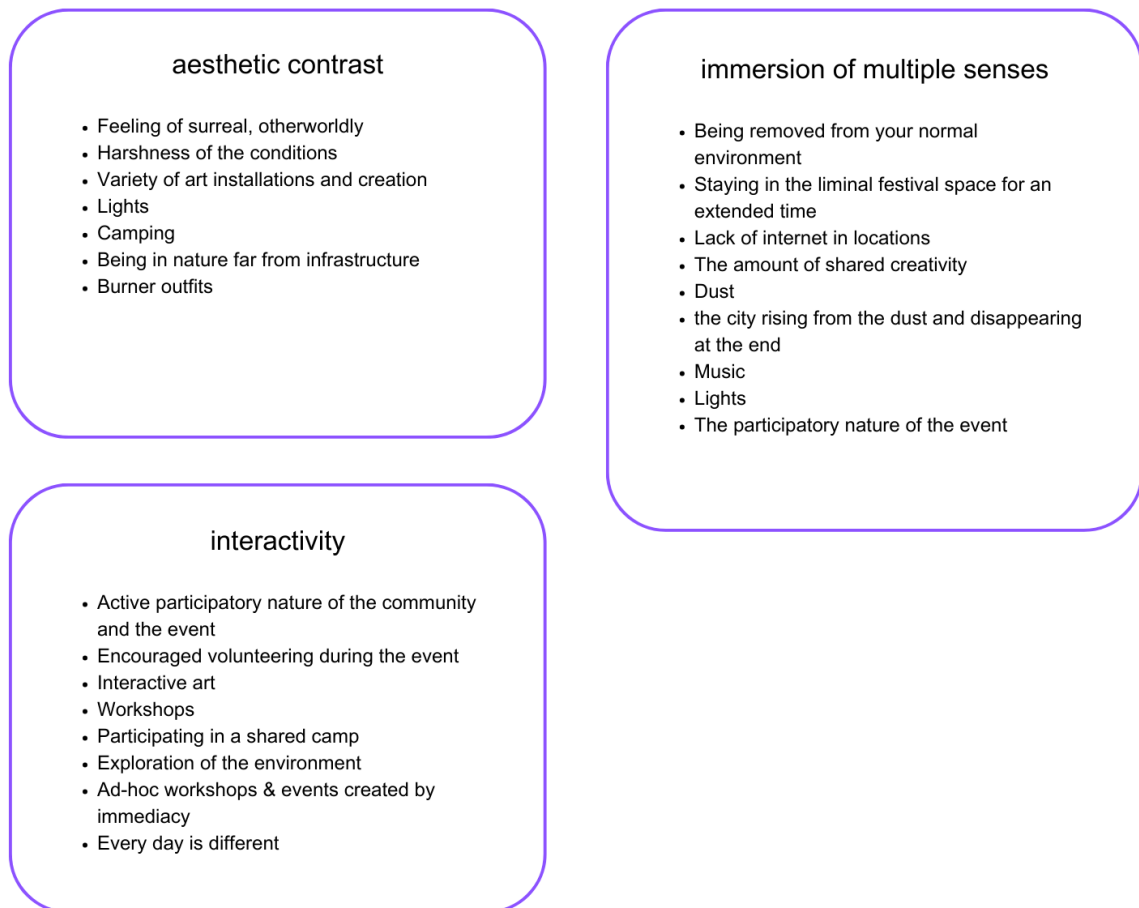 aesthetic contrast
• Feeling of surreal, otherworldly
• Harshness of the conditions
• Variety of art installations and creation
• Lights
• Camping
• Being in nature far from infrastructure
• Burner outfits
immersion of multiple senses
• Being removed from your normal
environment
• Staying in the liminal festival space for an
extended time
• Lack of internet in locations
• The amount of shared creativity
• Dust
• the city rising from the dust and disappearing
at the end
• Music
• Lights
• The participatory nature of the event
interactivity
• Active participatory nature of the community
and the event
• Encouraged volunteering during the event
• Interactive art
• Workshops
• Participating in a shared camp
• Exploration of the environment
• Ad-hoc workshops & events created by
immediacy
• Every day is different